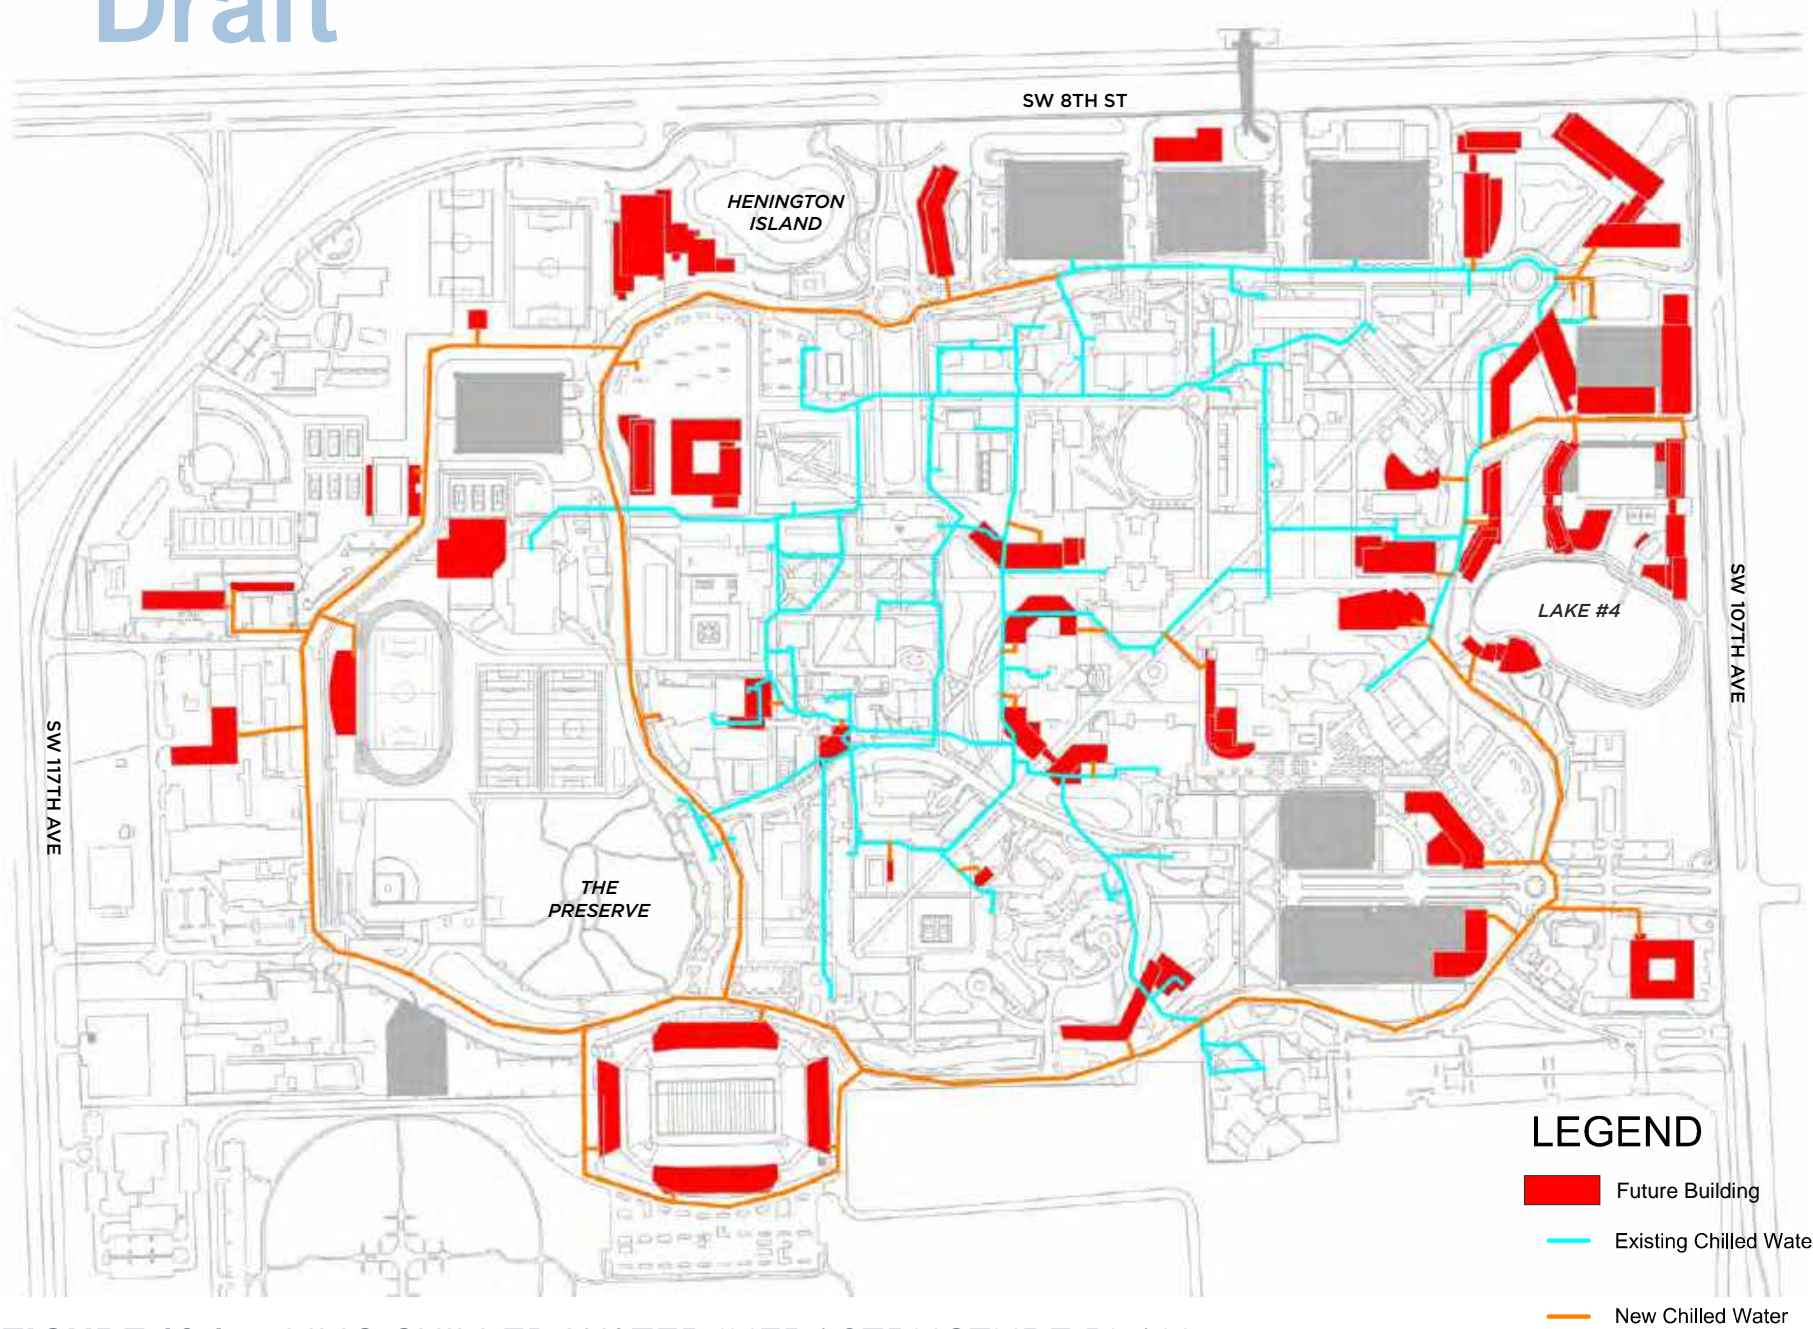 Draft
SW 8TH ST
HENINGTON
ISLAND
SW 107TH AVE
LAKE #4
SW 117TH AVE
THE
PRESERVE
LEGEND
Future Building
Existing Chilled Wate
New Chilled Water